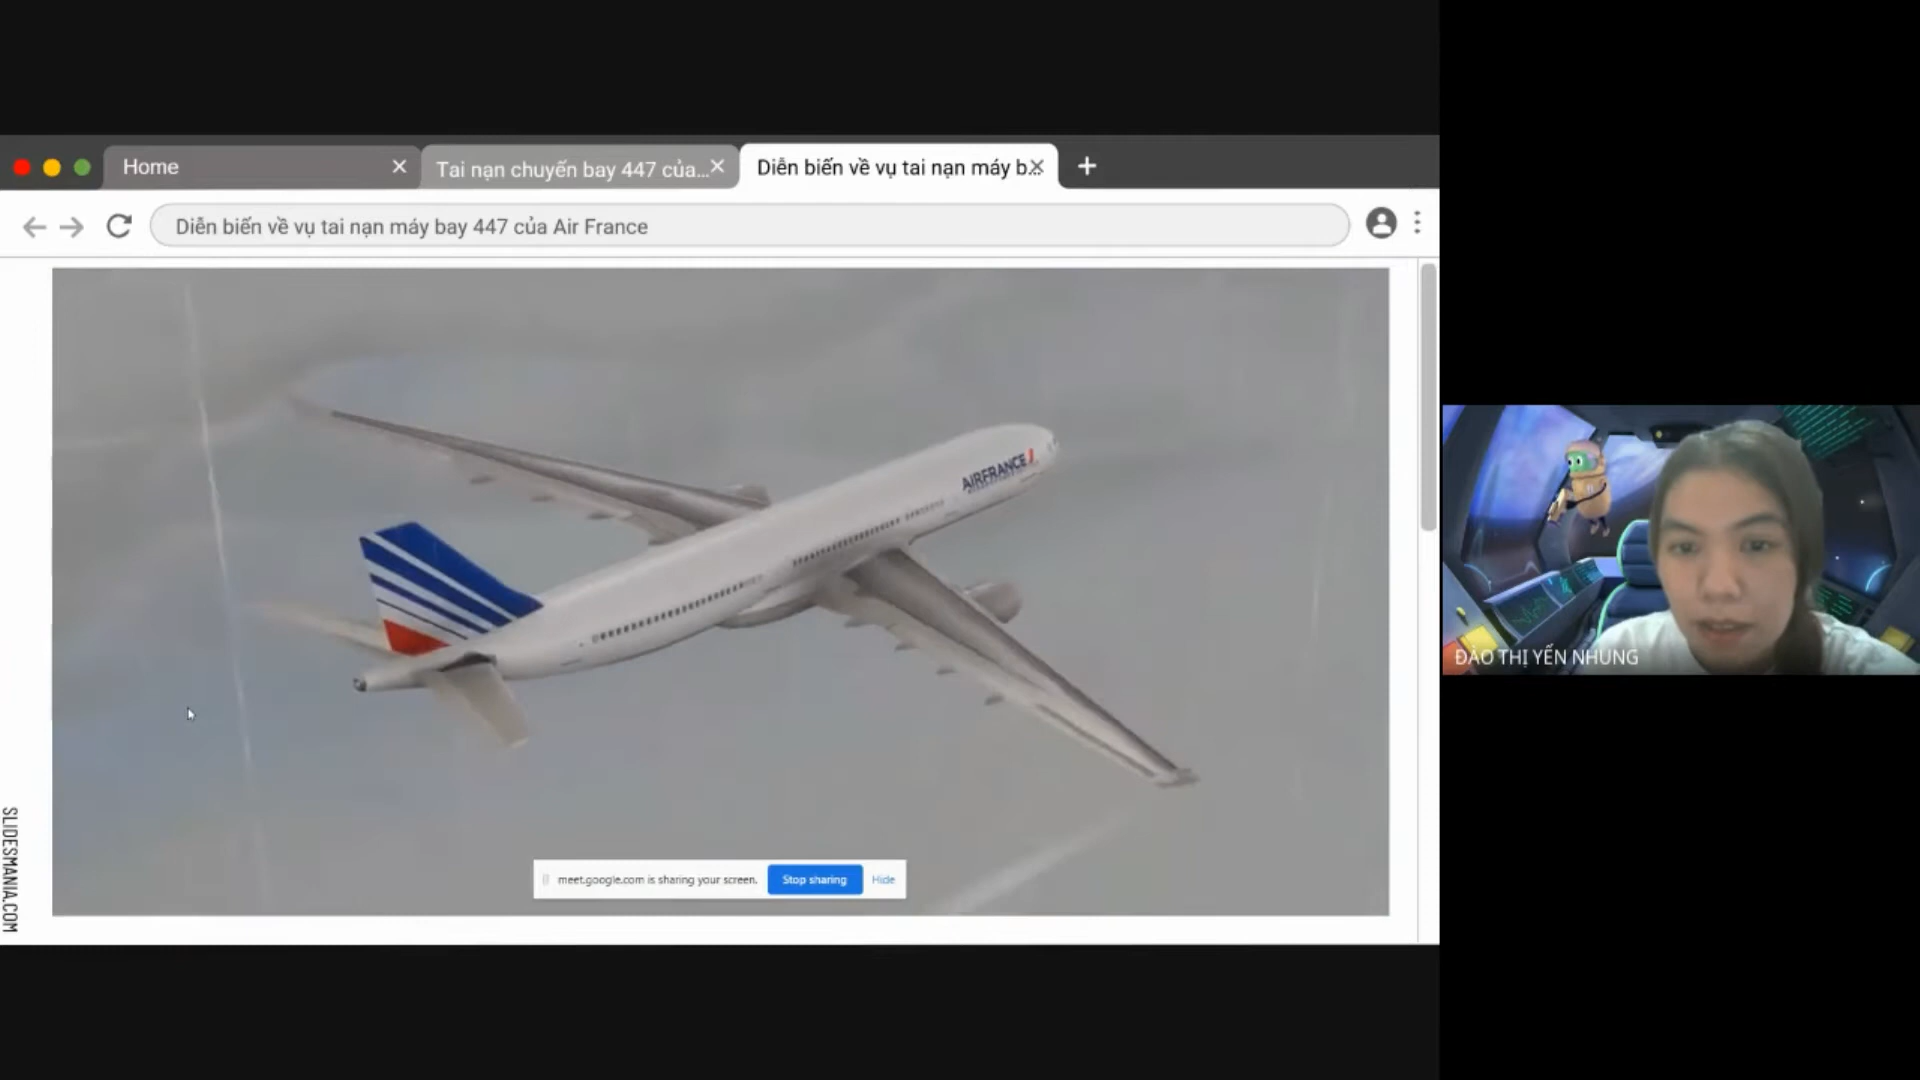 Home
Tai nạn chuyến bay 447 của...
Diễn biến về vụ tai nạn máy b...
Diễn biến về vụ tai nạn máy bay 447 của Air France
AIRFRANCE
SLIDESMANIA.COM
meet.google.com is sharing your screen.
Stop sharing
Hide
ĐÀO THỊ YẾN NHUNG